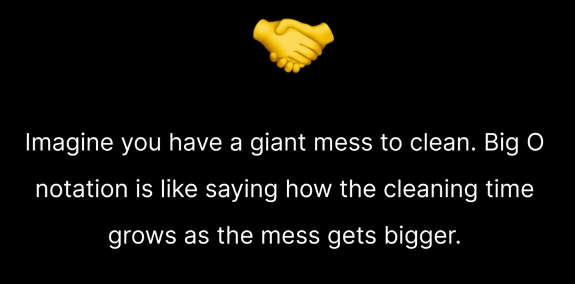 Imagine you have a giant mess to clean. Big O
notation is like saying how the cleaning time
grows as the mess gets bigger.